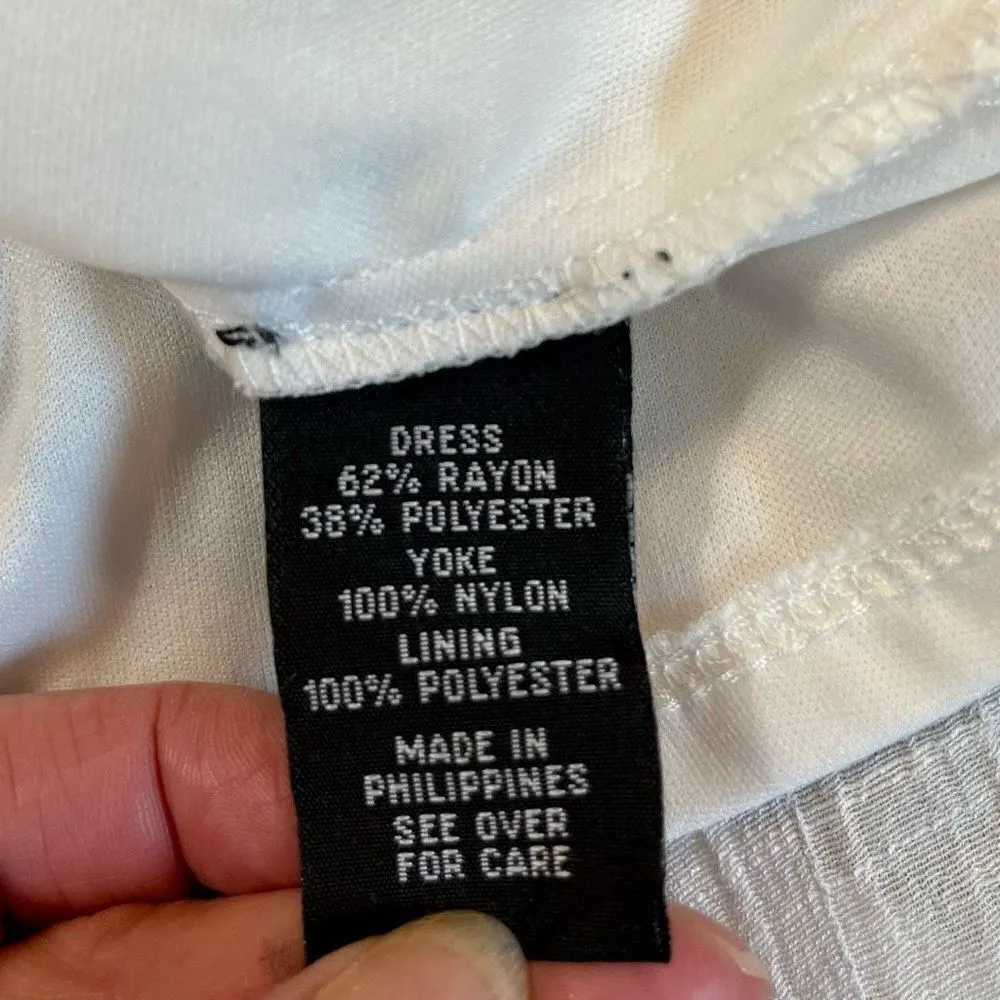 DRESS
62% RAYON
38% POLYESTER
YOKE
100% NYLON
LINING
100% POLYESTER
MADE IN
PHILIPPINES
SEE OVER
FOR CARE